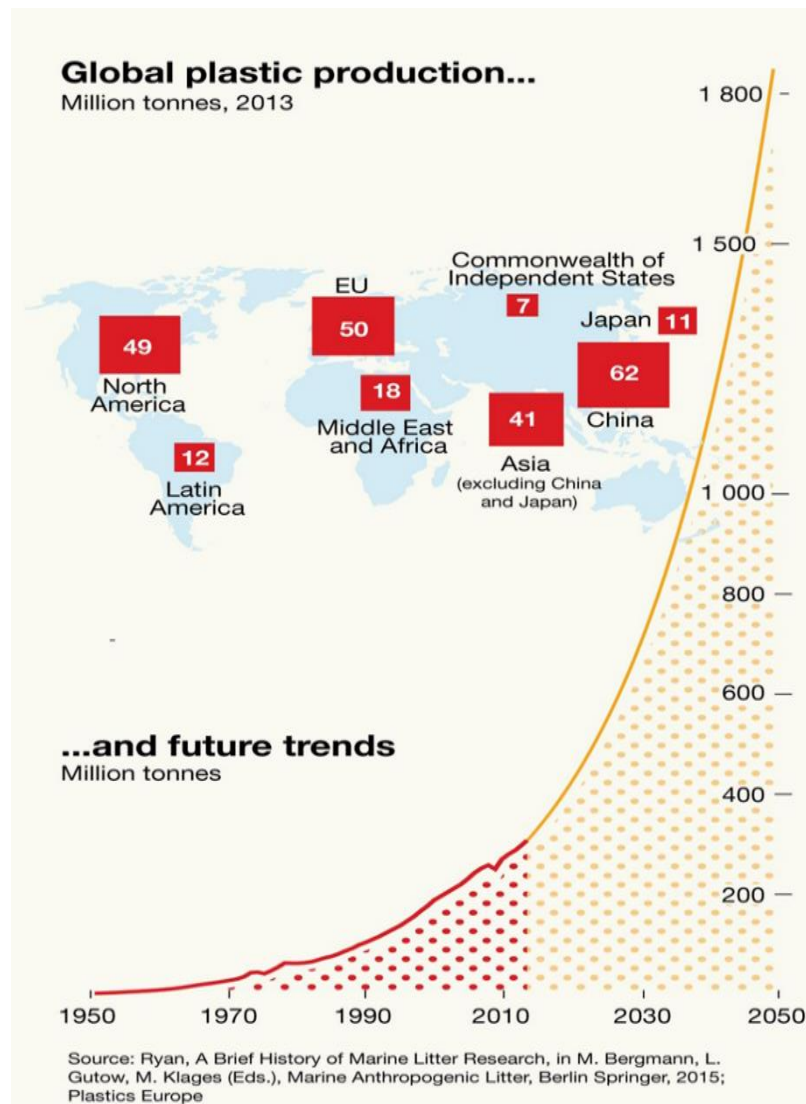 Global plastic production...
Million tonnes, 2013
1 800
1 500
Commonwealth of
Independent States
7
EU
50
Japan
11
49
North
America
62
China
18
Middle East
and Africa
41
Asia
(excluding China
and Japan)
12
Latin
America
1 000
800
600
...and future trends
Million tonnes
400
200
1950
1970
1990
2010
2030
2050
Source: Ryan, A Brief History of Marine Litter Research, in M. Bergmann, L.
Gutow, M. Klages (Eds.), Marine Anthropogenic Litter, Berlin Springer, 2015;
Plastics Europe